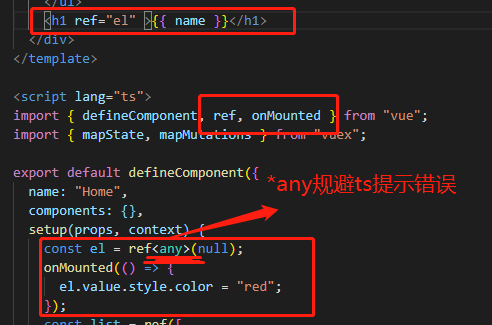 </ul>
<h1 ref="el" >{{ name }}</h1>
</div>
</template>
<script lang="ts">
import { defineComponent, ref, onMounted } from "vue";
import { mapState, mapMutations } from "vuex";
export default defineComponent({
*any规避ts提示错误
name: "Home",
components: {},
setup(props, context) {
const el = ref<any>(null);
onMounted(() => {
el.value.style.color = "red";
});
const list = ref([